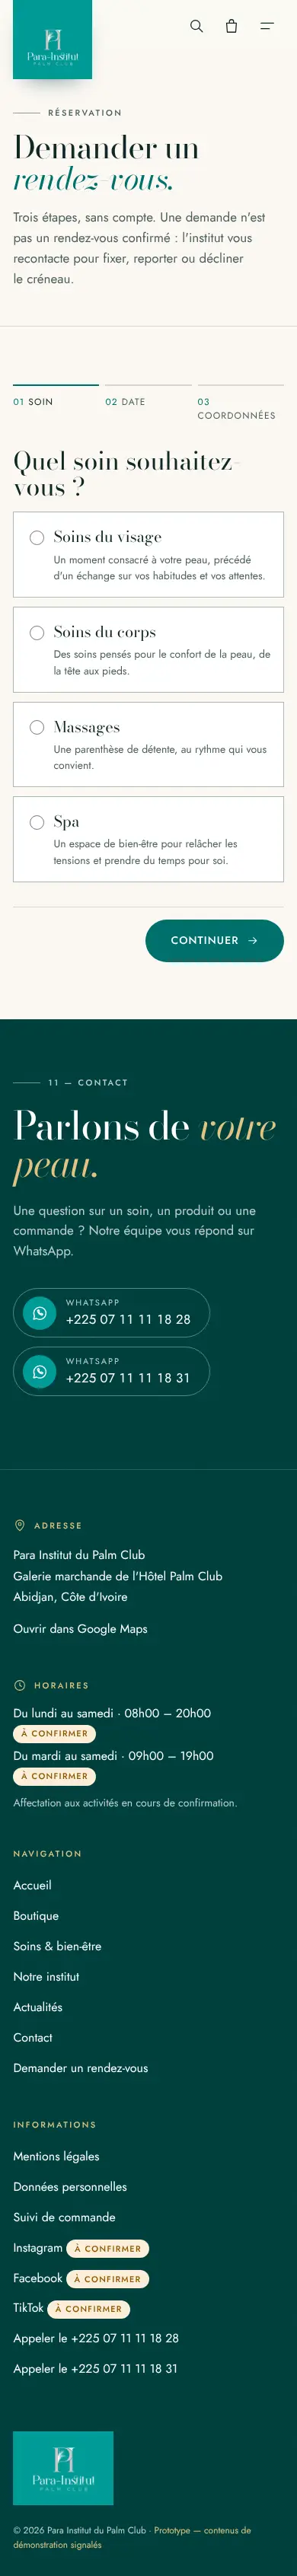 Para-Institut
PALM CLUB
RÉSERVATION
Demander un
rendez-vous.
Trois étapes, sans compte. Une demande n'est
pas un rendez-vous confirmé : l'institut vous
recontacte pour fixer, reporter ou décliner
le créneau.
01 SOIN
02 DATE
03
COORDONNÉES
Quel soin souhaitez-
vous ?
Soins du visage
Un moment consacré à votre peau, précédé
d'un échange sur vos habitudes et vos attentes.
Soins du corps
Des soins pensés pour le confort de la peau, de
la tête aux pieds.
Massages
Une parenthèse de détente, au rythme qui vous
convient.
Spa
Un espace de bien-être pour relâcher les
tensions et prendre du temps pour soi.
CONTINUER →
11 — CONTACT
Parlons de votre
peau.
Une question sur un soin, un produit ou une
commande ? Notre équipe vous répond sur
WhatsApp.
WHATSAPP
+225 07 11 11 18 28
WHATSAPP
+225 07 11 11 18 31
ADRESSE
Para Institut du Palm Club
Galerie marchande de l'Hôtel Palm Club
Abidjan, Côte d'Ivoire
Ouvrir dans Google Maps
HORAIRES
Du lundi au samedi · 08h00 – 20h00
À CONFIRMER
Du mardi au samedi · 09h00 – 19h00
À CONFIRMER
Affectation aux activités en cours de confirmation.
NAVIGATION
Accueil
Boutique
Soins & bien-être
Notre institut
Actualités
Contact
Demander un rendez-vous
INFORMATIONS
Mentions légales
Données personnelles
Suivi de commande
Instagram À CONFIRMER
Facebook À CONFIRMER
TikTok À CONFIRMER
Appeler le +225 07 11 11 18 28
Appeler le +225 07 11 11 18 31
Para-Institut
PALM CLUB
© 2026 Para Institut du Palm Club · Prototype — contenus de
démonstration signalés